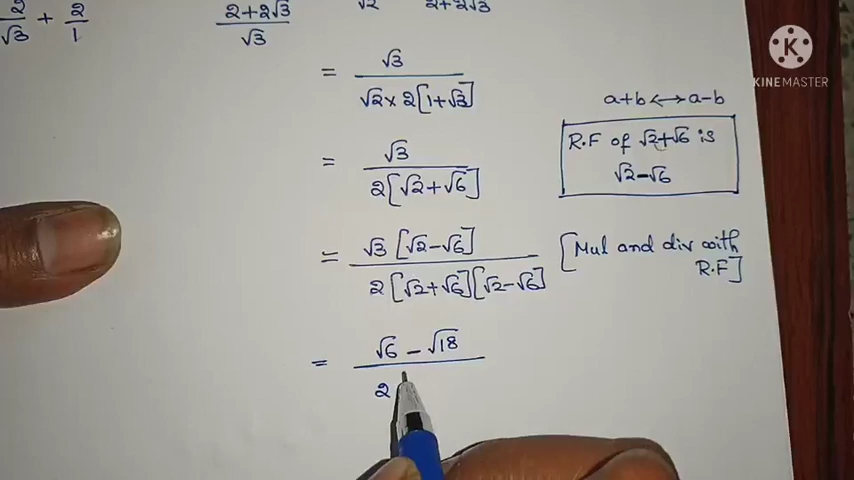 2/√3 + 2/1
2+2√3/√3
√2 2+2√3
= √3/√2×2[1+√3]
= √3/2[√2+√6]
= √3[√2-√6]/2[√2+√6][√2-√6]
= √6-√18/2
a+b↔a-b
R.F of √2+√6 is
√2-√6
[Mul and div with
R.F]
KINEMASTER